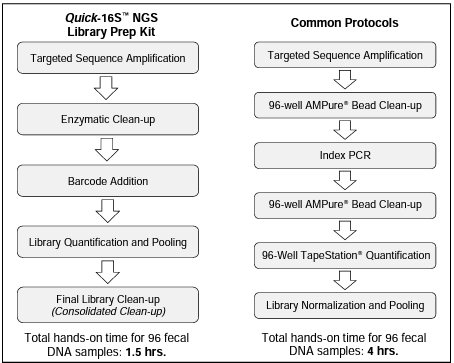 Quick-16S™ NGS
Library Prep Kit
Targeted Sequence Amplification
Enzymatic Clean-up
Barcode Addition
Library Quantification and Pooling
Final Library Clean-up
(Consolidated Clean-up)
Total hands-on time for 96 fecal
DNA samples: 1.5 hrs.
Common Protocols
Targeted Sequence Amplification
96-well AMPure® Bead Clean-up
Index PCR
96-well AMPure® Bead Clean-up
96-Well TapeStation® Quantification
Library Normalization and Pooling
Total hands-on time for 96 fecal
DNA samples: 4 hrs.